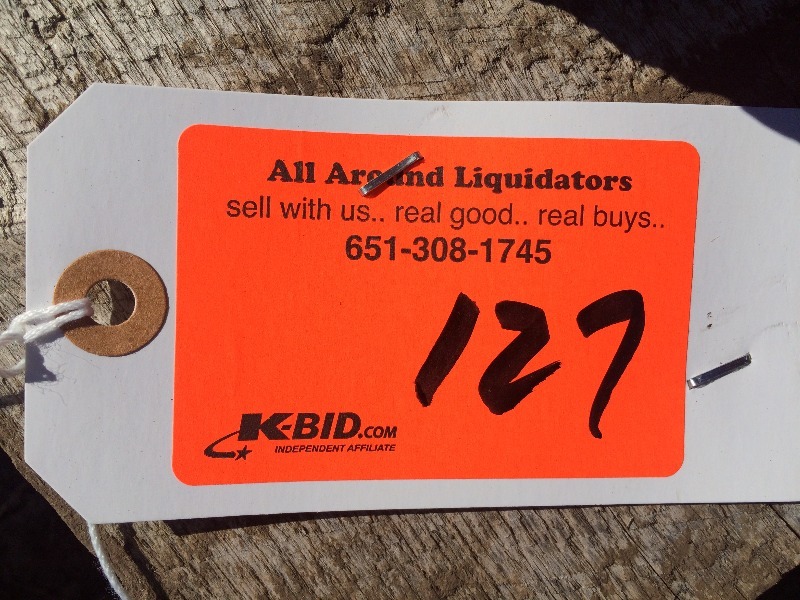 All Around Liquidators
sell with us.. real good.. real buys..
651-308-1745
127
K-BID.COM
INDEPENDENT AFFILIATE